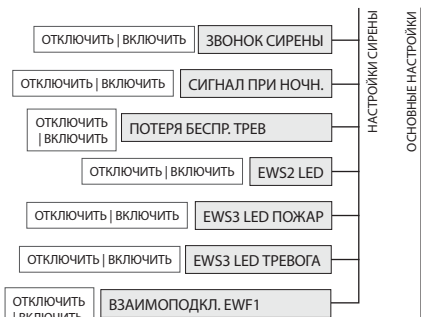 ОТКЛЮЧИТЬ | ВКЛЮЧИТЬ ЗВОНОК СИРЕНЫ
ОТКЛЮЧИТЬ | ВКЛЮЧИТЬ СИГНАЛ ПРИ НОЧН.
ОТКЛЮЧИТЬ
| ВКЛЮЧИТЬ
ПОТЕРЯ БЕСПР. ТРЕВ
ОТКЛЮЧИТЬ | ВКЛЮЧИТЬ EWS2 LED
ОТКЛЮЧИТЬ | ВКЛЮЧИТЬ EWS3 LED ПОЖАР
ОТКЛЮЧИТЬ | ВКЛЮЧИТЬ EWS3 LED ТРЕВОГА
ОТКЛЮЧИТЬ
| ВКЛЮЧИТЬ
ВЗАИМОПОДКЛ. EWF1
НАСТРОЙКИ СИРЕНЫ
ОСНОВНЫЕ НАСТРОЙКИ